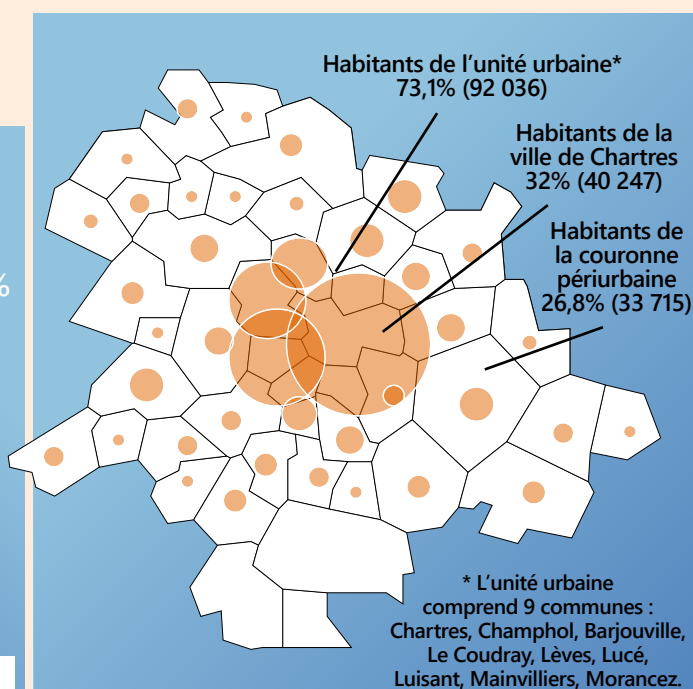 %
Habitants de l'unité urbaine*
73,1% (92 036)
Habitants de la
ville de Chartres
32% (40 247)
Habitants de
la couronne
périurbaine
26,8% (33 715)
* L'unité urbaine
comprend 9 communes :
Chartres, Champhol, Barjouville,
Le Coudray, Lèves, Lucé,
Luisant, Mainvilliers, Morancez.